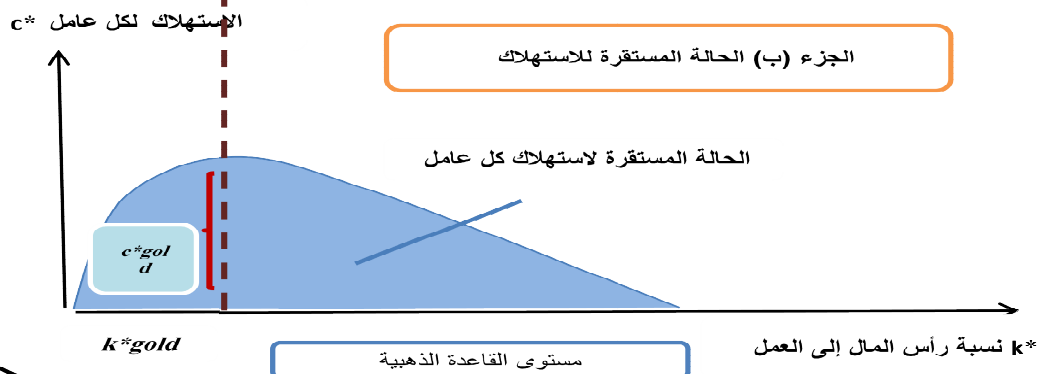 الاستهلاك لكل عامل c*
الجزء (ب) الحالة المستقرة للاستهلاك
الحالة المستقرة لاستهلاك كل عامل
c*gol
d
k*gold
k* نسبة رأس المال إلى العمل
مستوى القاعدة الذهبية